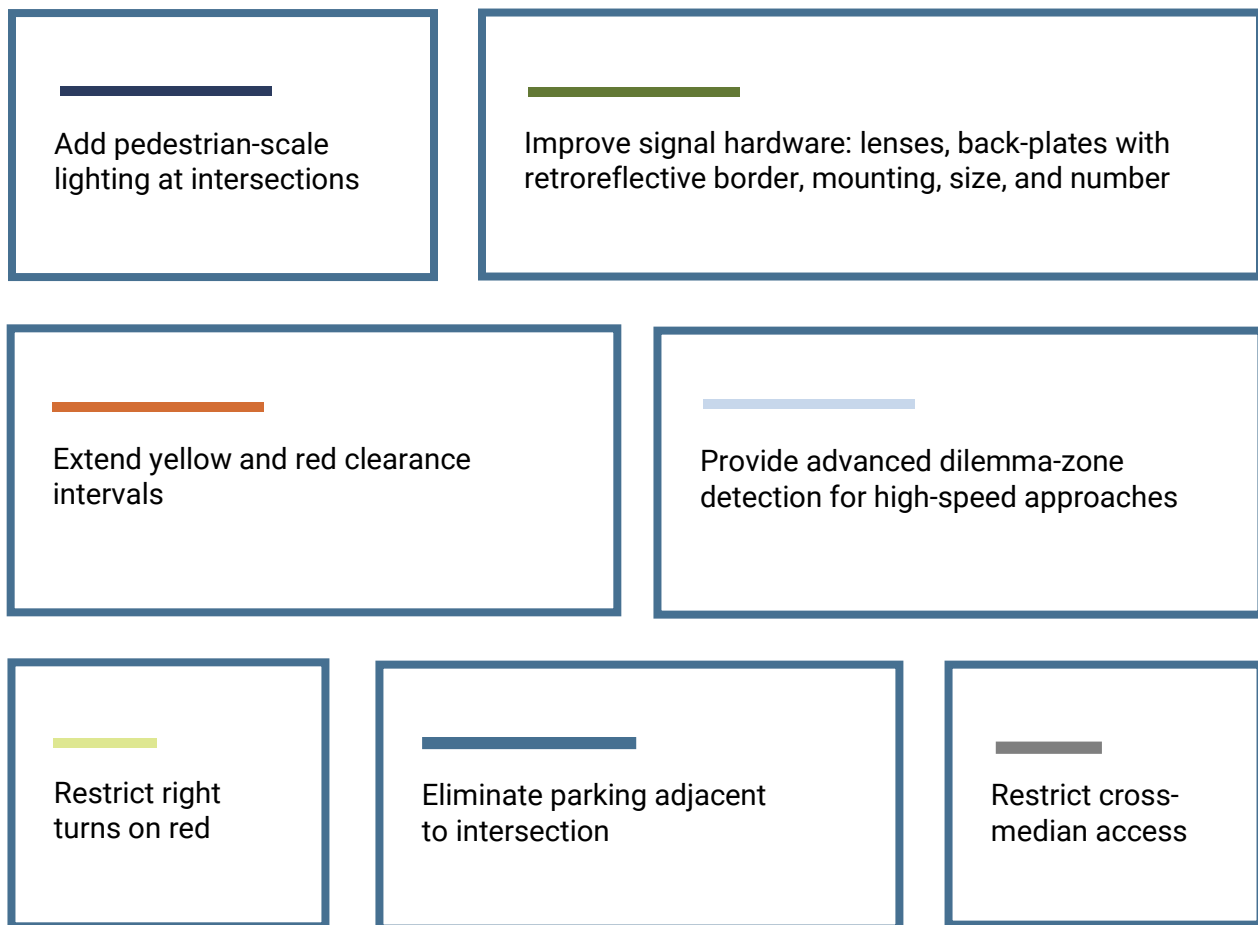 Add pedestrian-scale
lighting at intersections
Improve signal hardware: lenses, back-plates with
retroreflective border, mounting, size, and number
Extend yellow and red clearance
intervals
Provide advanced dilemma-zone
detection for high-speed approaches
Restrict right
turns on red
Eliminate parking adjacent
to intersection
Restrict cross-
median access